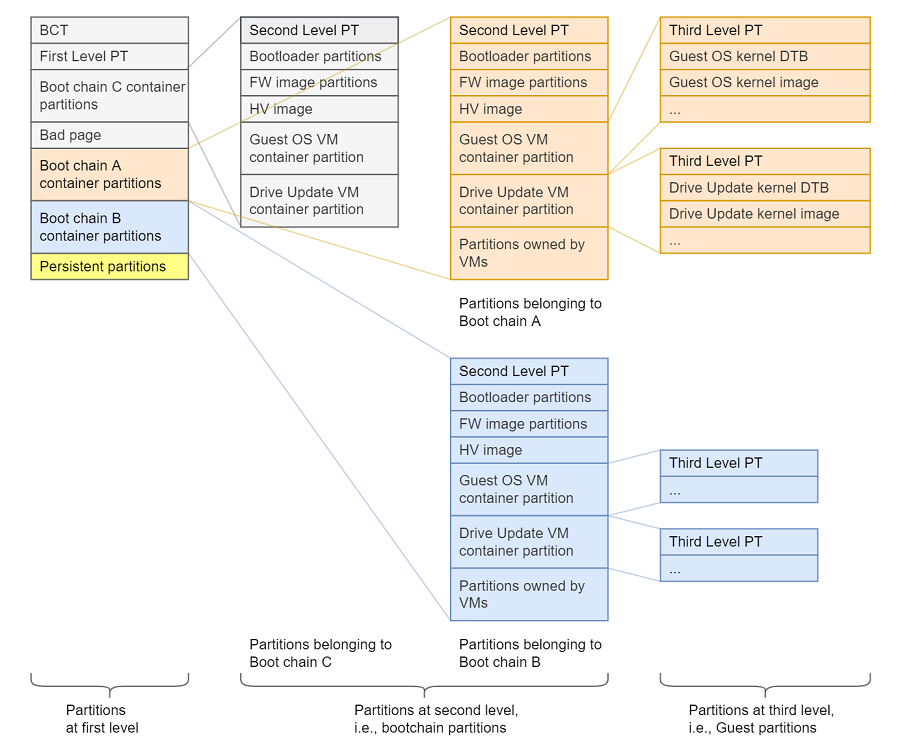 BCT
First Level PT
Boot chain C container
partitions
Bad page
Boot chain A
container partitions
Boot chain B
container partitions
Persistent partitions
Second Level PT
Bootloader partitions
FW image partitions
HV image
Guest OS VM
container partition
Drive Update VM
container partition
Second Level PT
Bootloader partitions
FW image partitions
HV image
Guest OS VM
container partition
Drive Update VM
container partition
Partitions owned by
VMs
Partitions belonging to
Boot chain A
Third Level PT
Guest OS kernel DTB
Guest OS kernel image
...
Third Level PT
Drive Update kernel DTB
Drive Update kernel image
...
Second Level PT
Bootloader partitions
FW image partitions
HV image
Guest OS VM
container partition
Drive Update VM
container partition
Partitions owned by
VMs
Third Level PT
...
Third Level PT
...
Partitions belonging to
Boot chain C
Partitions belonging to
Boot chain B
Partitions
at first level
Partitions at second level,
i.e., bootchain partitions
Partitions at third level,
i.e., Guest partitions